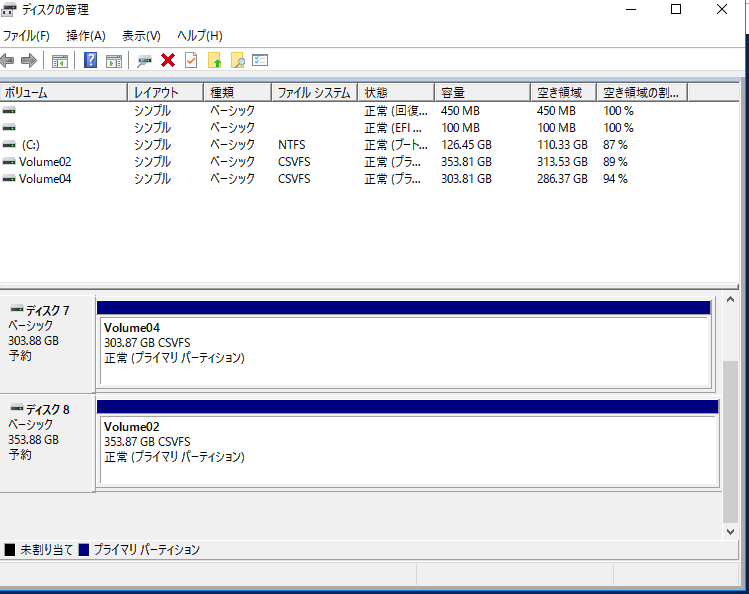 ディスクの管理
ファイル(F) 操作(A) 表示(V) ヘルプ(H)
ボリューム レイアウト 種類 ファイル システム 状態 容量 空き領域 空き領域の割...
シンプル ベーシック 正常 (回復... 450 MB 450 MB 100 %
シンプル ベーシック 正常 (EFI ... 100 MB 100 MB 100 %
(C:) シンプル ベーシック NTFS 正常 (ブート... 126.45 GB 110.33 GB 87 %
Volume02 シンプル ベーシック CSVFS 正常 (プラ... 353.81 GB 313.53 GB 89 %
Volume04 シンプル ベーシック CSVFS 正常 (プラ... 303.81 GB 286.37 GB 94 %
ディスク 7
ベーシック
303.88 GB
予約
Volume04
303.87 GB CSVFS
正常 (プライマリ パーティション)
ディスク 8
ベーシック
353.88 GB
予約
Volume02
353.87 GB CSVFS
正常 (プライマリ パーティション)
未割り当て プライマリ パーティション